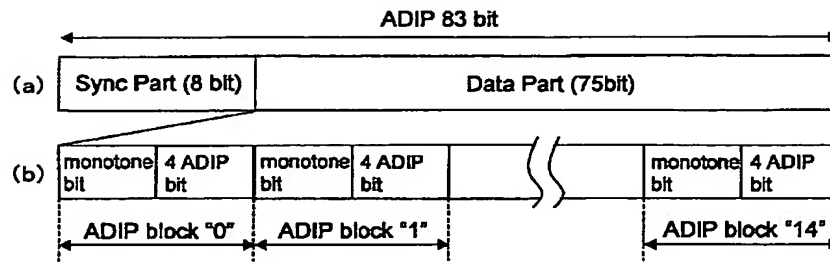 ADIP 83 bit
(a) Sync Part (8 bit) Data Part (75bit)
(b) monotone bit 4 ADIP bit monotone bit 4 ADIP bit monotone bit 4 ADIP bit
ADIP block "0" ADIP block "1" ADIP block "14"